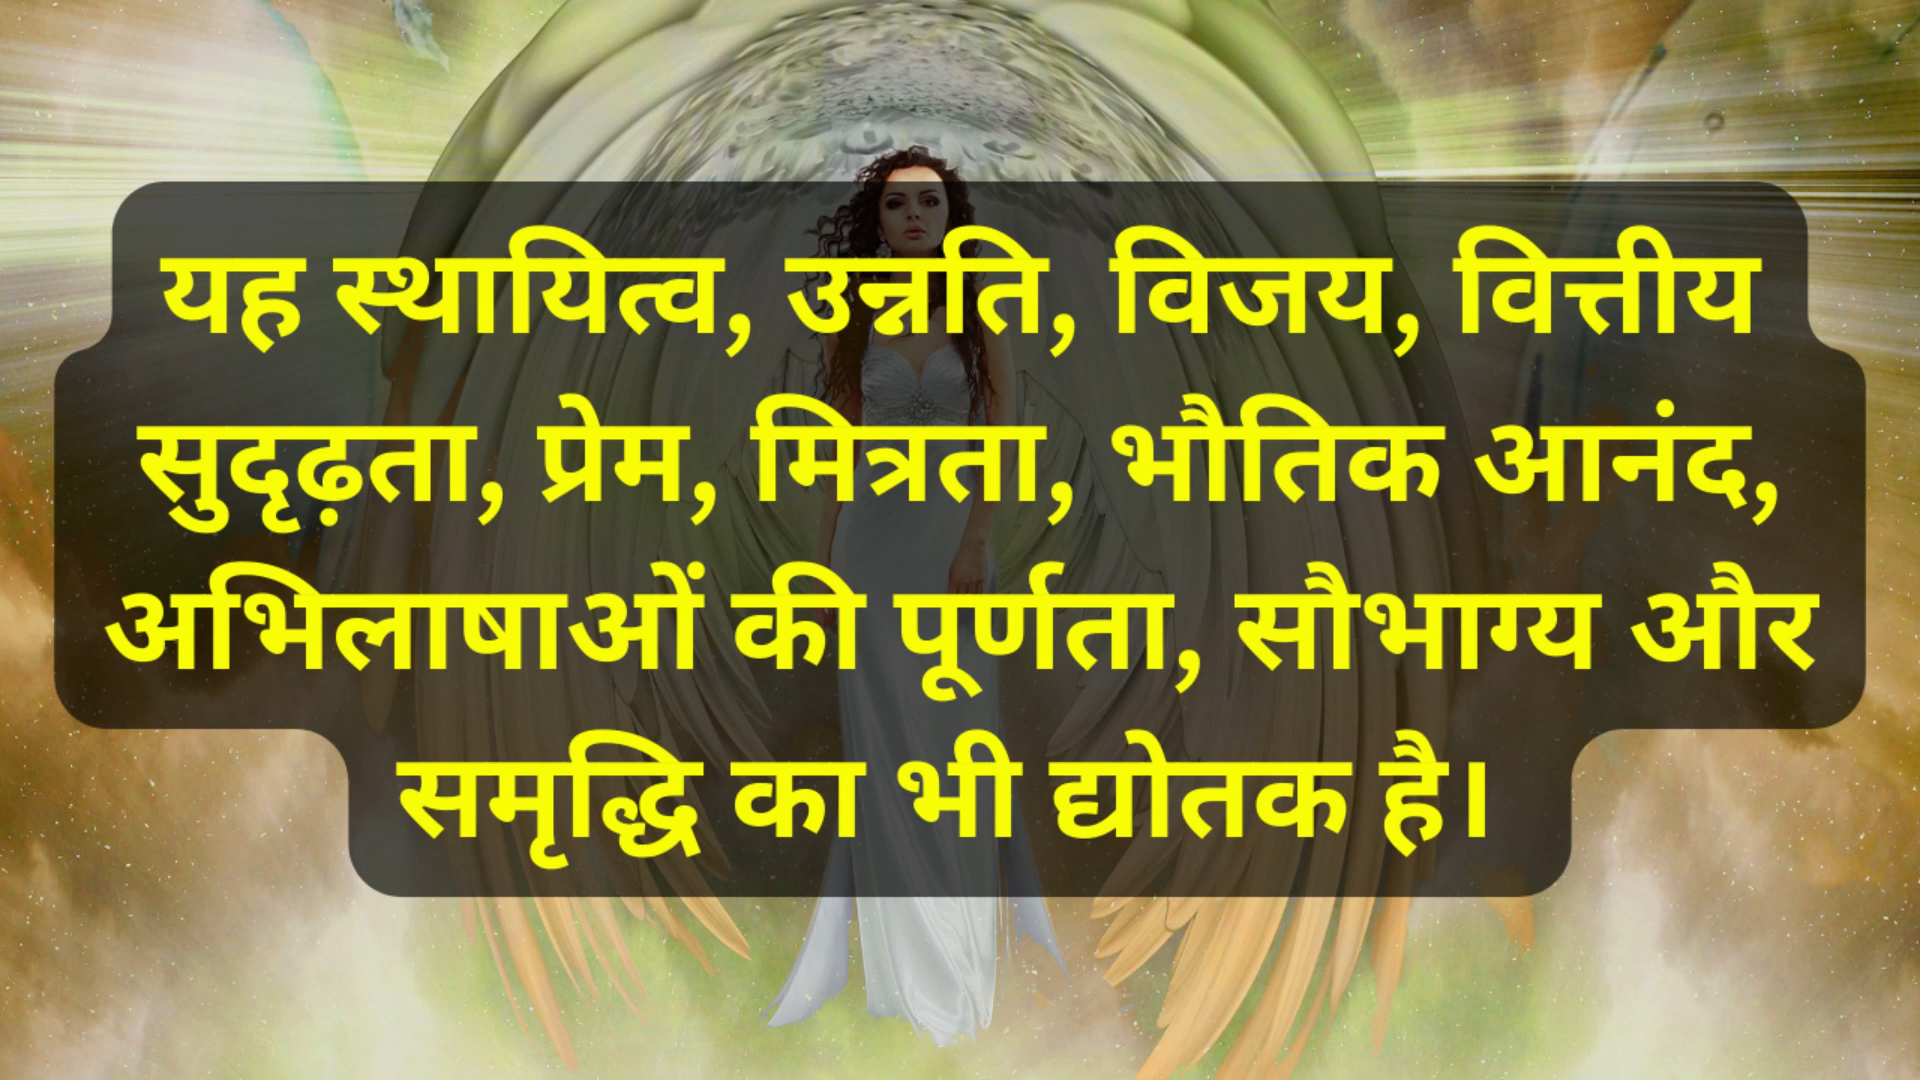 यह स्थायित्व, उन्नति, विजय, वित्तीय
सुदृढ़ता, प्रेम, मित्रता, भौतिक आनंद,
अभिलाषाओं की पूर्णता, सौभाग्य और
समृद्धि का भी द्योतक है।